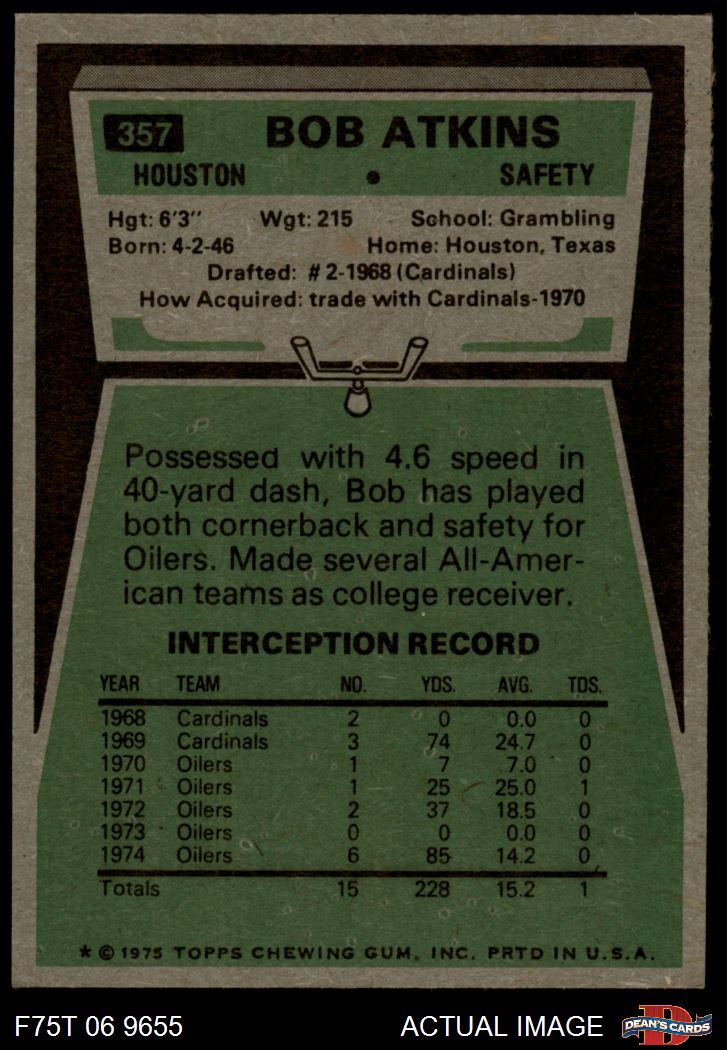 357 BOB ATKINS
HOUSTON • SAFETY
Hgt: 6'3" Wgt: 215 School: Grambling
Born: 4-2-46 Home: Houston, Texas
Drafted: # 2-1968 (Cardinals)
How Acquired: trade with Cardinals-1970
Possessed with 4.6 speed in
40-yard dash, Bob has played
both cornerback and safety for
Oilers. Made several All-Amer-
ican teams as college receiver.
INTERCEPTION RECORD
YEAR TEAM NO. YDS. AVG. TDS.
1968 Cardinals 2 0 0.0 0
1969 Cardinals 3 74 24.7 0
1970 Oilers 1 7 7.0 0
1971 Oilers 1 25 25.0 1
1972 Oilers 2 37 18.5 0
1973 Oilers 0 0 0.0 0
1974 Oilers 6 85 14.2 0
Totals 15 228 15.2 1
* © 1975 TOPPS CHEWING GUM, INC. PRTD IN U.S.A.
F75T 06 9655 ACTUAL IMAGE D DEAN'S CARDS